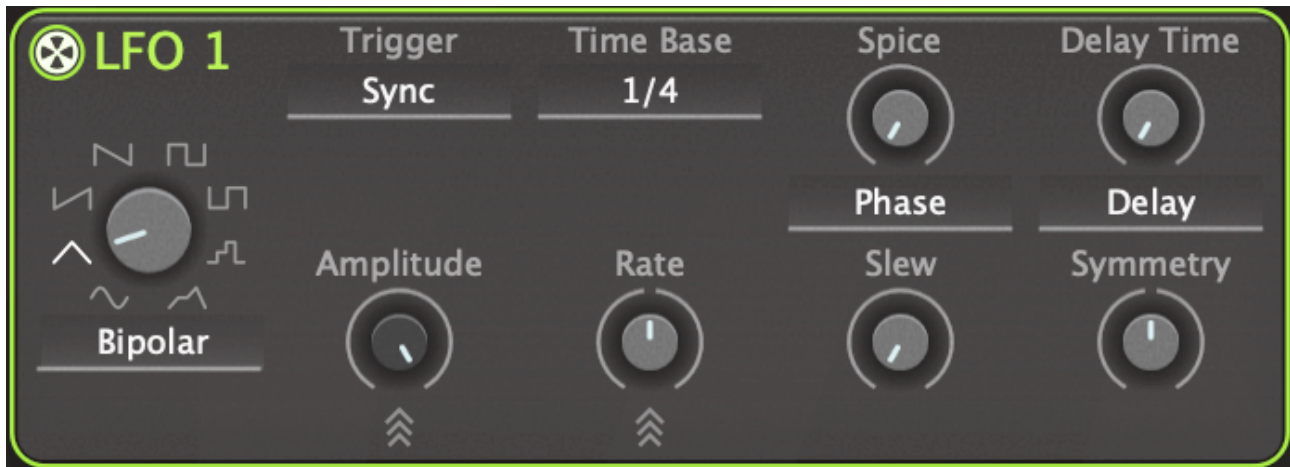 LFO 1
Trigger
Time Base
Spice
Delay Time
Sync
1/4
Phase
Delay
Amplitude
Rate
Slew
Symmetry
Bipolar